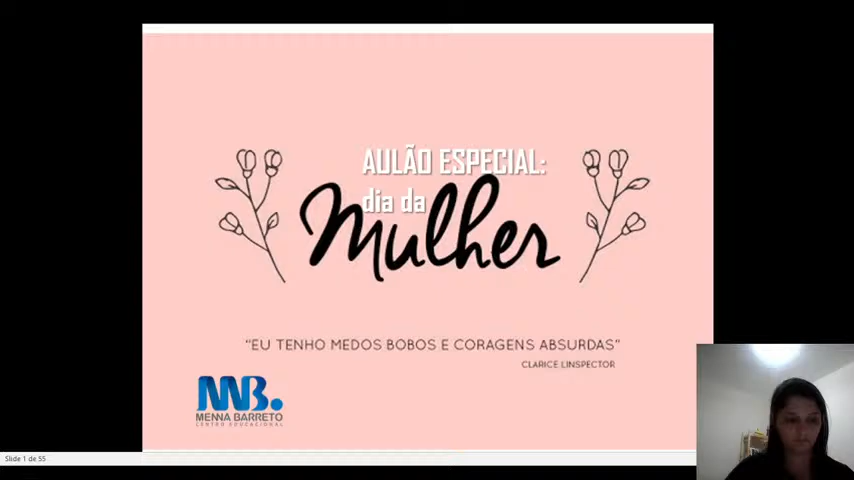 AULÃO ESPECIAL:
dia da
Mulher
"EU TENHO MEDOS BOBOS E CORAGENS ABSURDAS"
CLARICE LINSPECTOR
MB.
MENNA BARRETO
CENTRO EDUCACIONAL
Slide 1 de 55